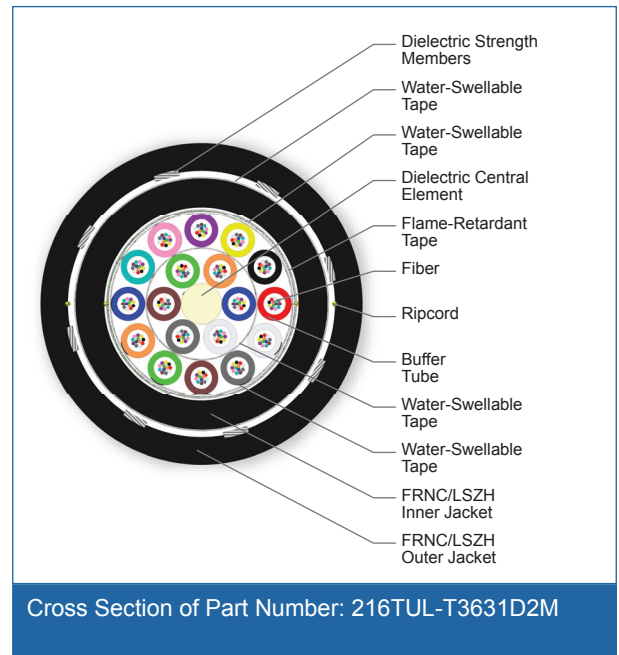 Dielectric Strength
Members
Water-Swellable
Tape
Water-Swellable
Tape
Dielectric Central
Element
Flame-Retardant
Tape
Fiber
Ripcord
Buffer
Tube
Water-Swellable
Tape
Water-Swellable
Tape
FRNC/LSZH
Inner Jacket
FRNC/LSZH
Outer Jacket
Cross Section of Part Number: 216TUL-T3631D2M